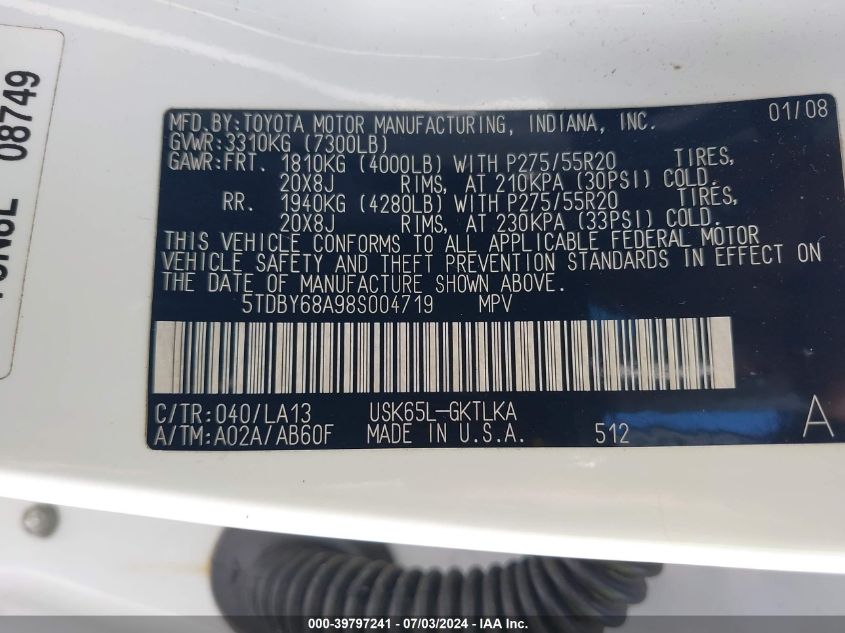 MFD.BY:TOYOTA MOTOR MANUFACTURING, INDIANA, INC. 01/08
GVWR:3310KG (7300LB)
GAWR:FRT. 1810KG (4000LB) WITH P275/55R20 TIRES,
20X8J RIMS, AT 210KPA (30PSI) COLD.
RR. 1940KG (4280LB) WITH P275/55R20 TIRES,
20X8J RIMS, AT 230KPA (33PSI) COLD.
THIS VEHICLE CONFORMS TO ALL APPLICABLE FEDERAL MOTOR
VEHICLE SAFETY AND THEFT PREVENTION STANDARDS IN EFFECT ON
THE DATE OF MANUFACTURE SHOWN ABOVE.
5TDBY68A98S004719 MPV
C/TR:040/LA13 USK65L-GKTLKA
A/TM:A02A/AB60F MADE IN U.S.A. 512 A
08749
000-39797241 - 07/03/2024 - IAA Inc.